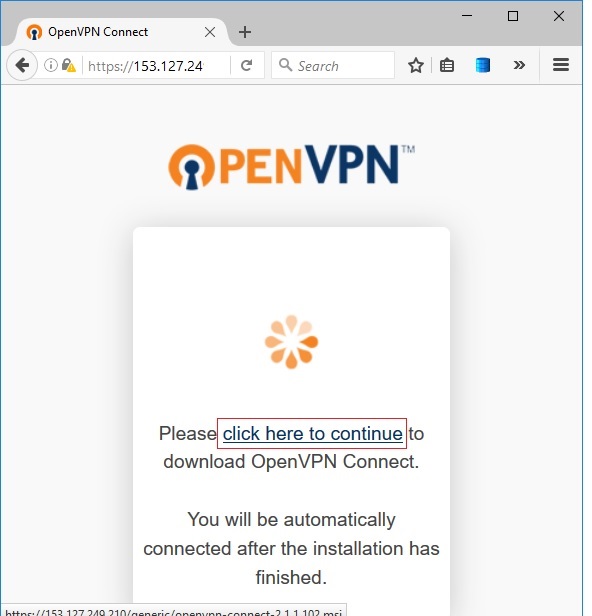 OpenVPN Connect
https://153.127.24
Search
OPENVPN™
Please click here to continue to
download OpenVPN Connect.
You will be automatically
connected after the installation has
finished.
https://153.127.249.210/generic/openvpn-connect-2.1.1.102.msi